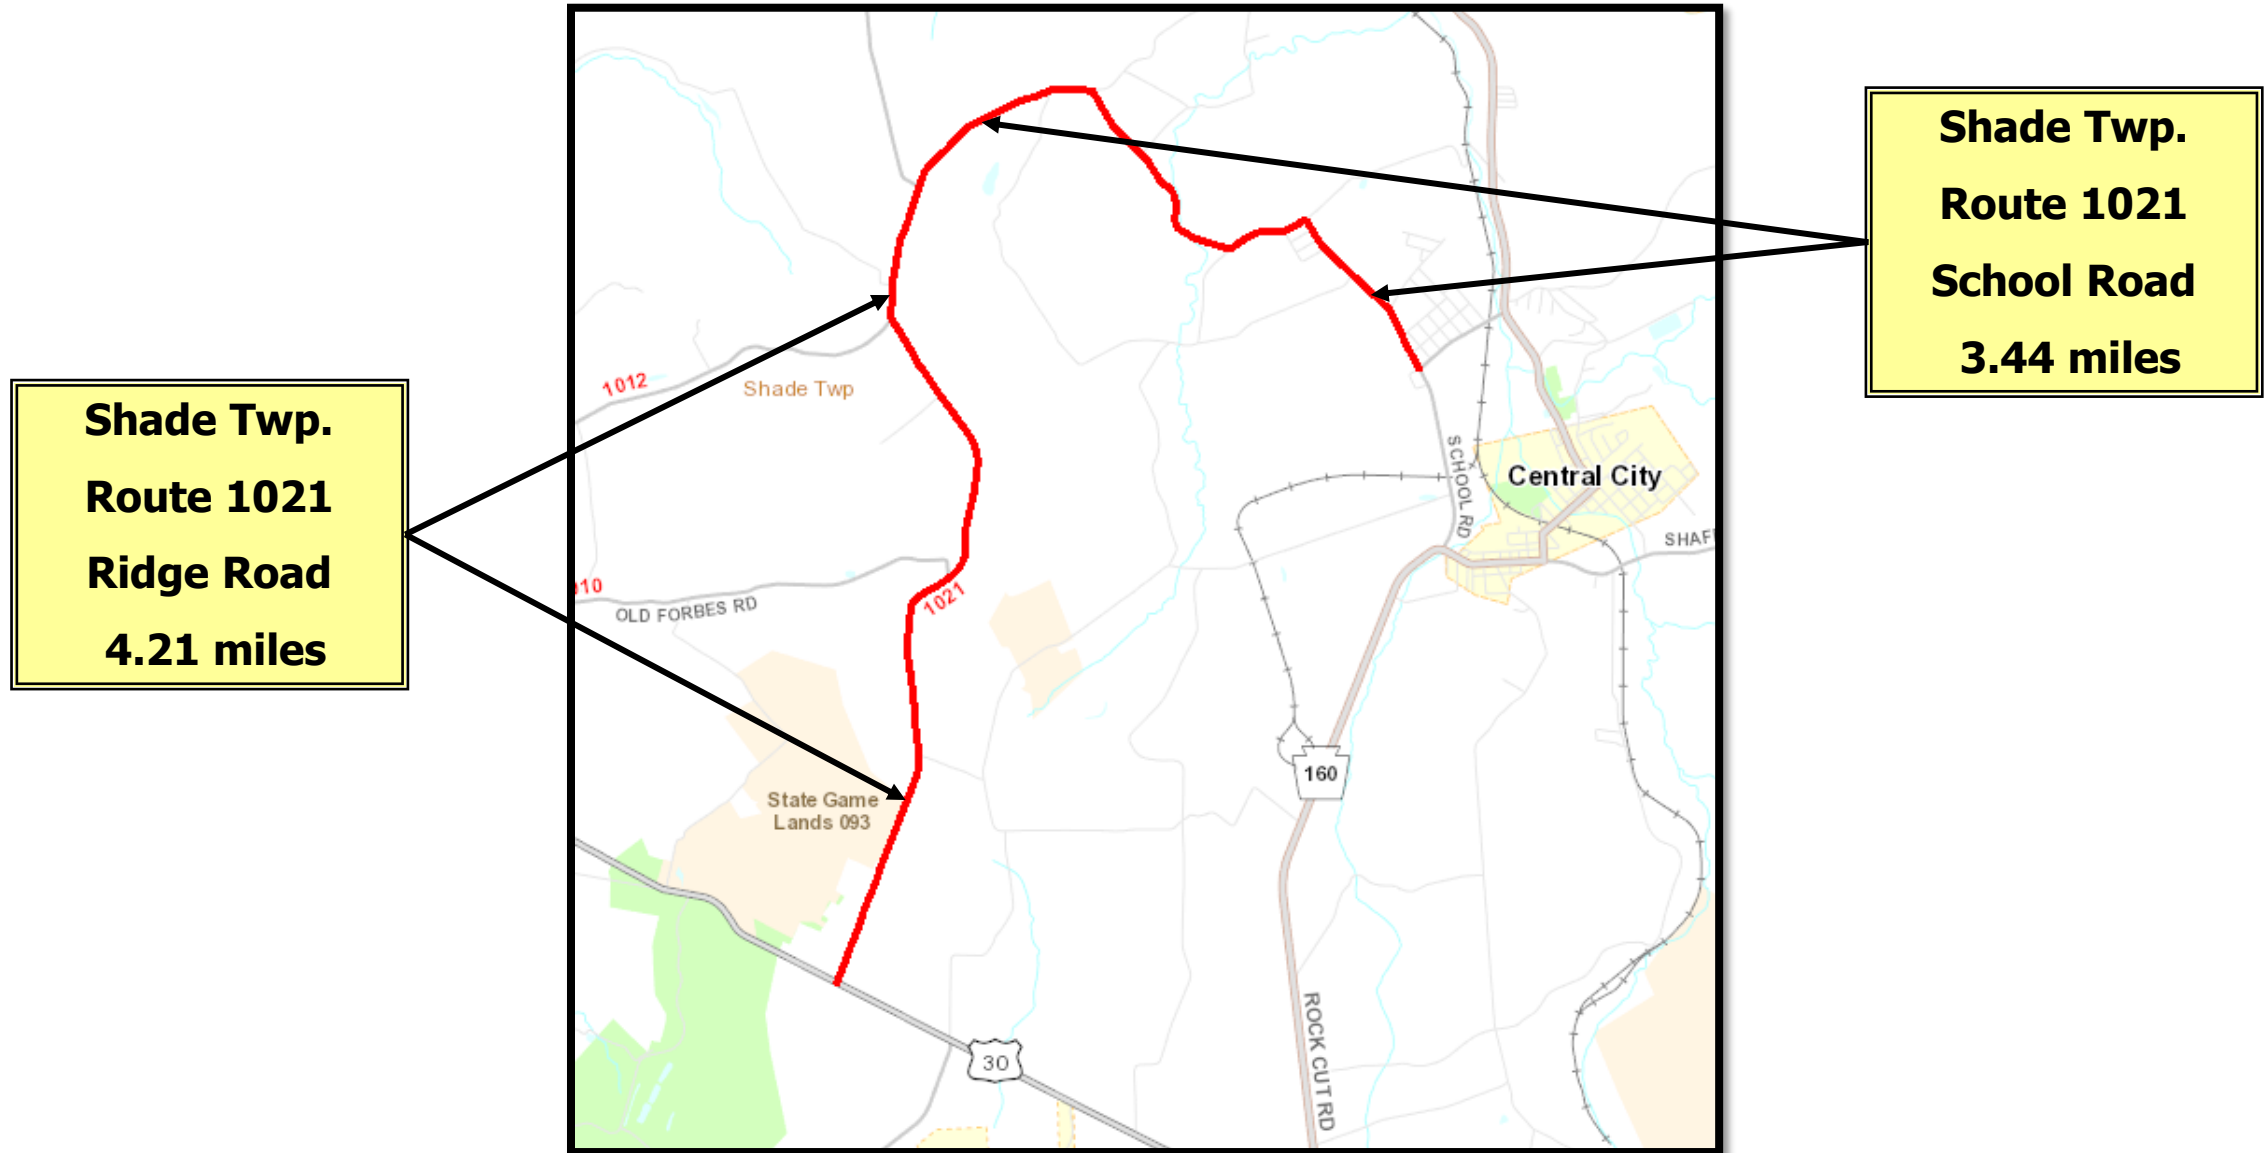 Shade Twp.
Route 1021
Ridge Road
4.21 miles
Shade Twp.
Route 1021
School Road
3.44 miles
1012
Shade Twp
SCHOOL RD
Central City
SHAF
10
OLD FORBES RD
1021
State Game
Lands 093
160
ROCK CUT RD
30